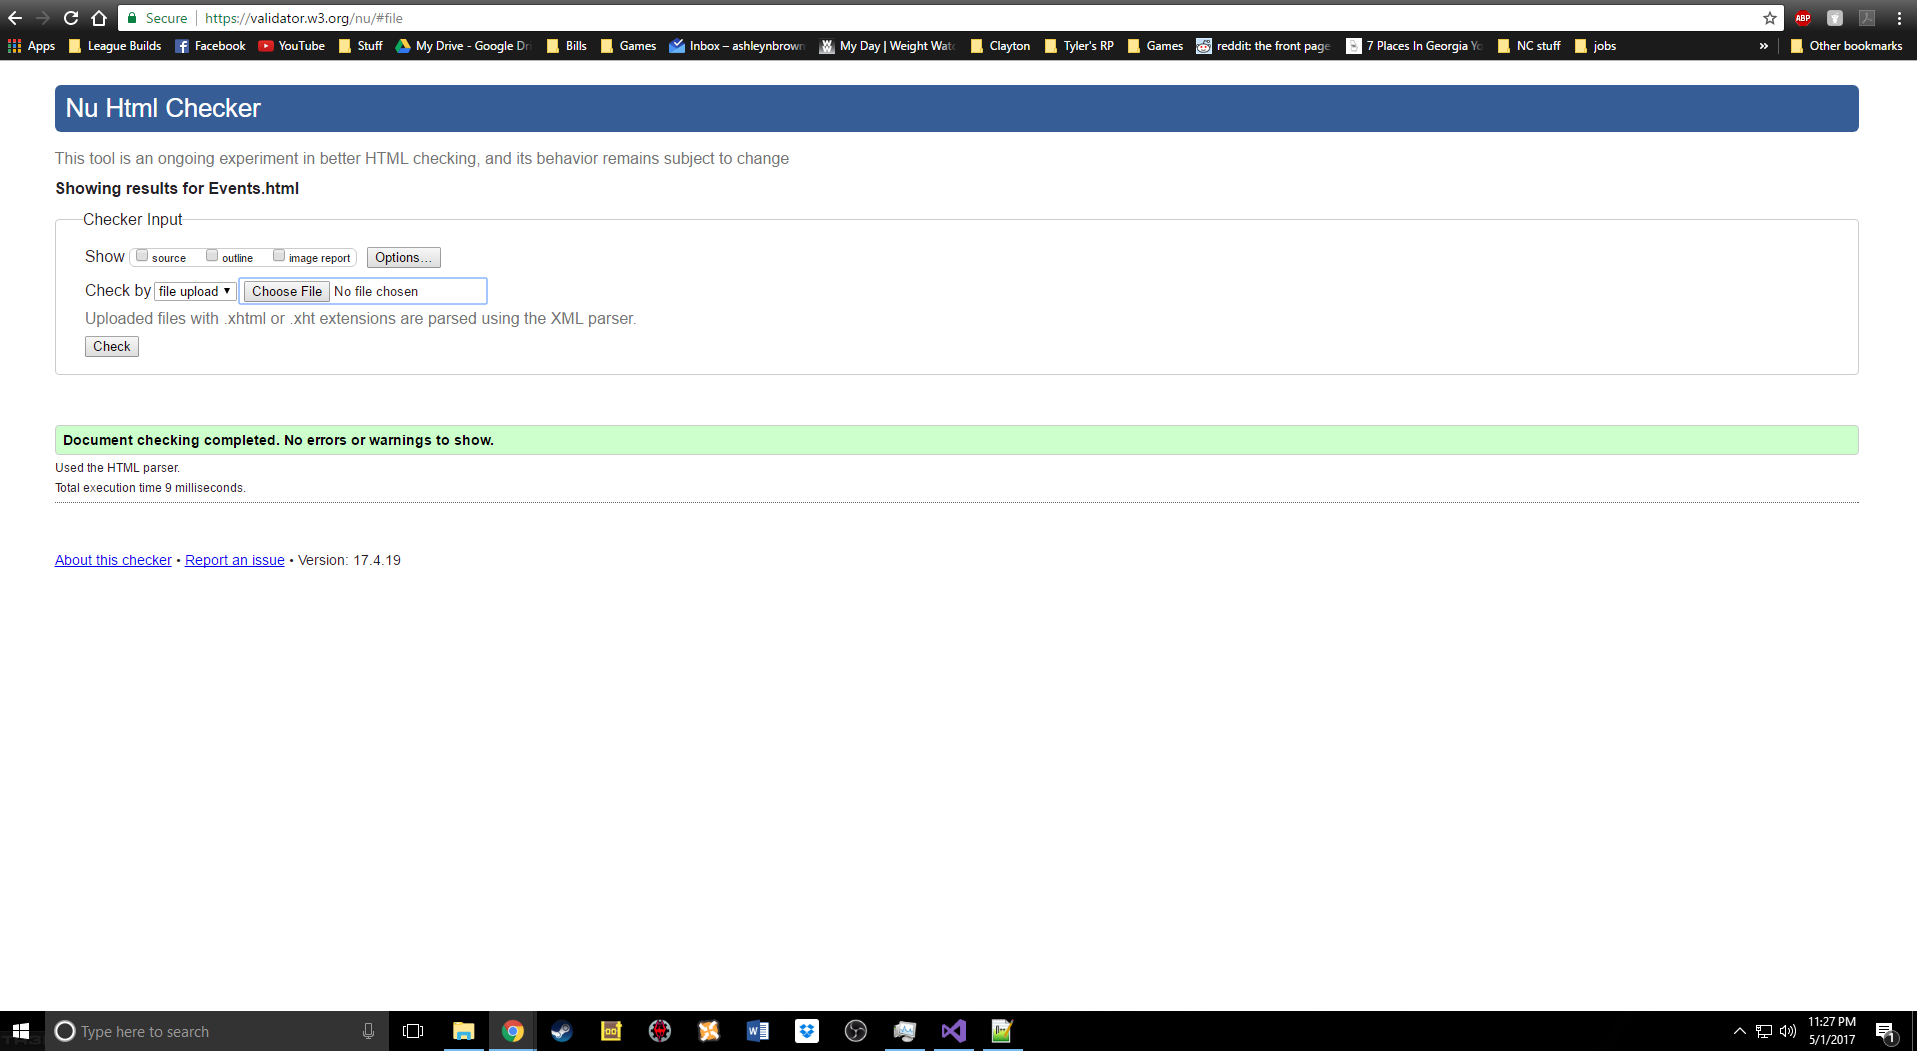 Secure https://validator.w3.org/nu/#file ABP
Apps League Builds Facebook YouTube Stuff My Drive - Google Dri Bills Games Inbox – ashleynbrown My Day | Weight Wat Clayton Tyler's RP Games reddit: the front page 7 Places In Georgia Yo NC stuff jobs » Other bookmarks
Nu Html Checker
This tool is an ongoing experiment in better HTML checking, and its behavior remains subject to change
Showing results for Events.html
Checker Input
Show source outline image report Options...
Check by file upload Choose File No file chosen
Uploaded files with .xhtml or .xht extensions are parsed using the XML parser.
Check
Document checking completed. No errors or warnings to show.
Used the HTML parser.
Total execution time 9 milliseconds.
About this checker • Report an issue • Version: 17.4.19
Type here to search
11:27 PM
5/1/2017
1